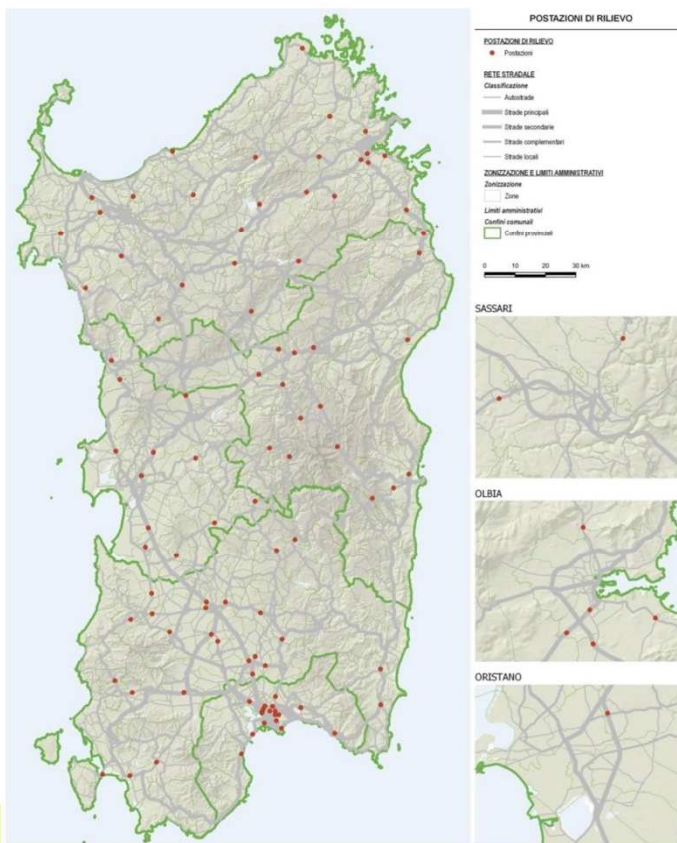 POSTAZIONI DI RILIEVO
POSTAZIONI DI RILIEVO
Postazioni
RETE STRADALE
Classificazione
Autostrade
Strade principali
Strade secondarie
Strade complementari
Strade locali
ZONIZZAZIONE E LIMITI AMMINISTRATIVI
Zonizzazione
Zone
Limiti amministrativi
Confini comunali
Confini provinciali
0 10 20 30 km
SASSARI
OLBIA
ORISTANO